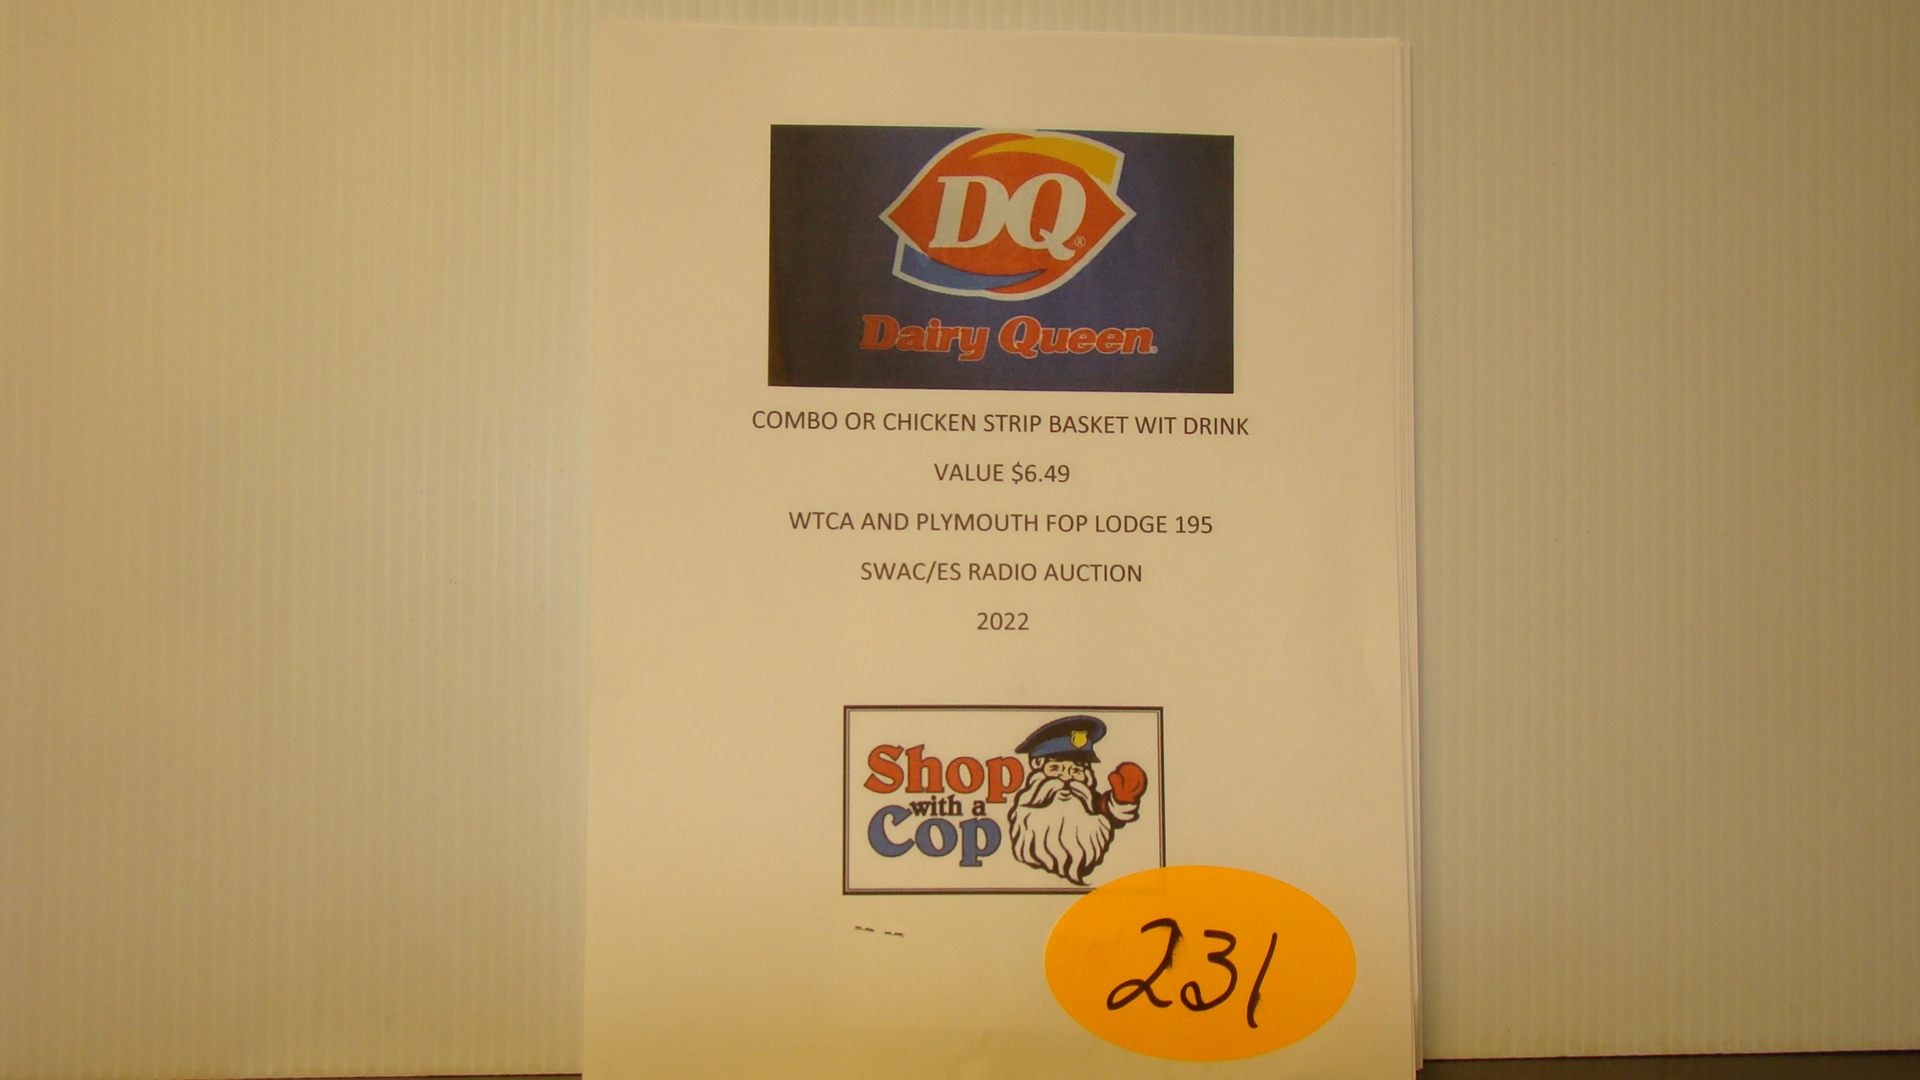 DQ®
Dairy Queen®
COMBO OR CHICKEN STRIP BASKET WIT DRINK
VALUE $6.49
WTCA AND PLYMOUTH FOP LODGE 195
SWAC/ES RADIO AUCTION
2022
Shop
with a
Cop
231